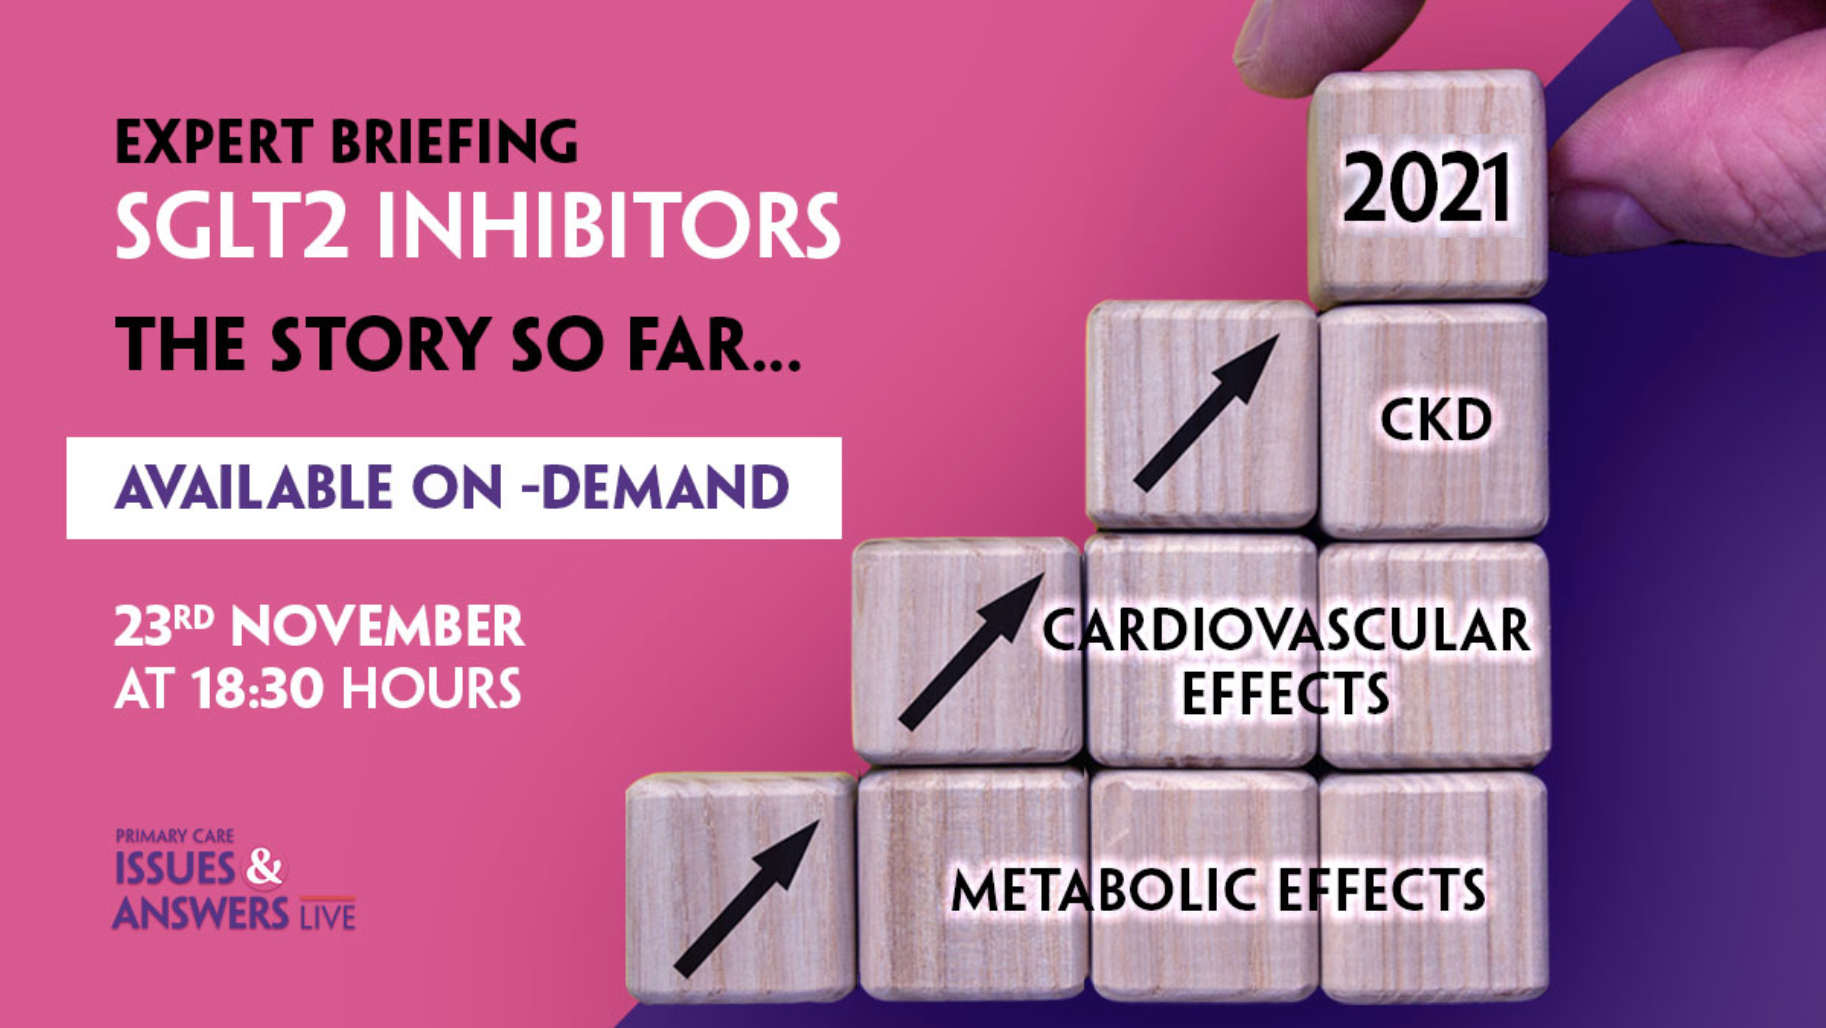 EXPERT BRIEFING
SGLT2 INHIBITORS
THE STORY SO FAR...
AVAILABLE ON -DEMAND
23RD NOVEMBER
AT 18:30 HOURS
PRIMARY CARE
ISSUES &
ANSWERS LIVE
2021
CKD
CARDIOVASCULAR
EFFECTS
METABOLIC EFFECTS